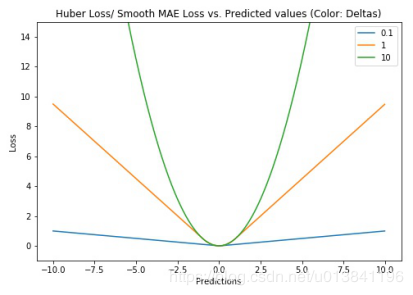 Huber Loss/ Smooth MAE Loss vs. Predicted values (Color: Deltas)
0.1
1
10
14
12
10
8
6
4
2
0
Loss
−10.0 −7.5 −5.0 −2.5 0.0 2.5 5.0 7.5 10.0
Predictions